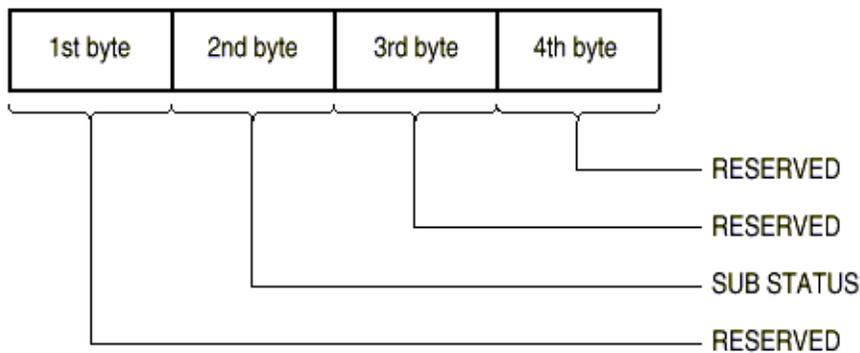 1st byte 2nd byte 3rd byte 4th byte
RESERVED
RESERVED
SUB STATUS
RESERVED